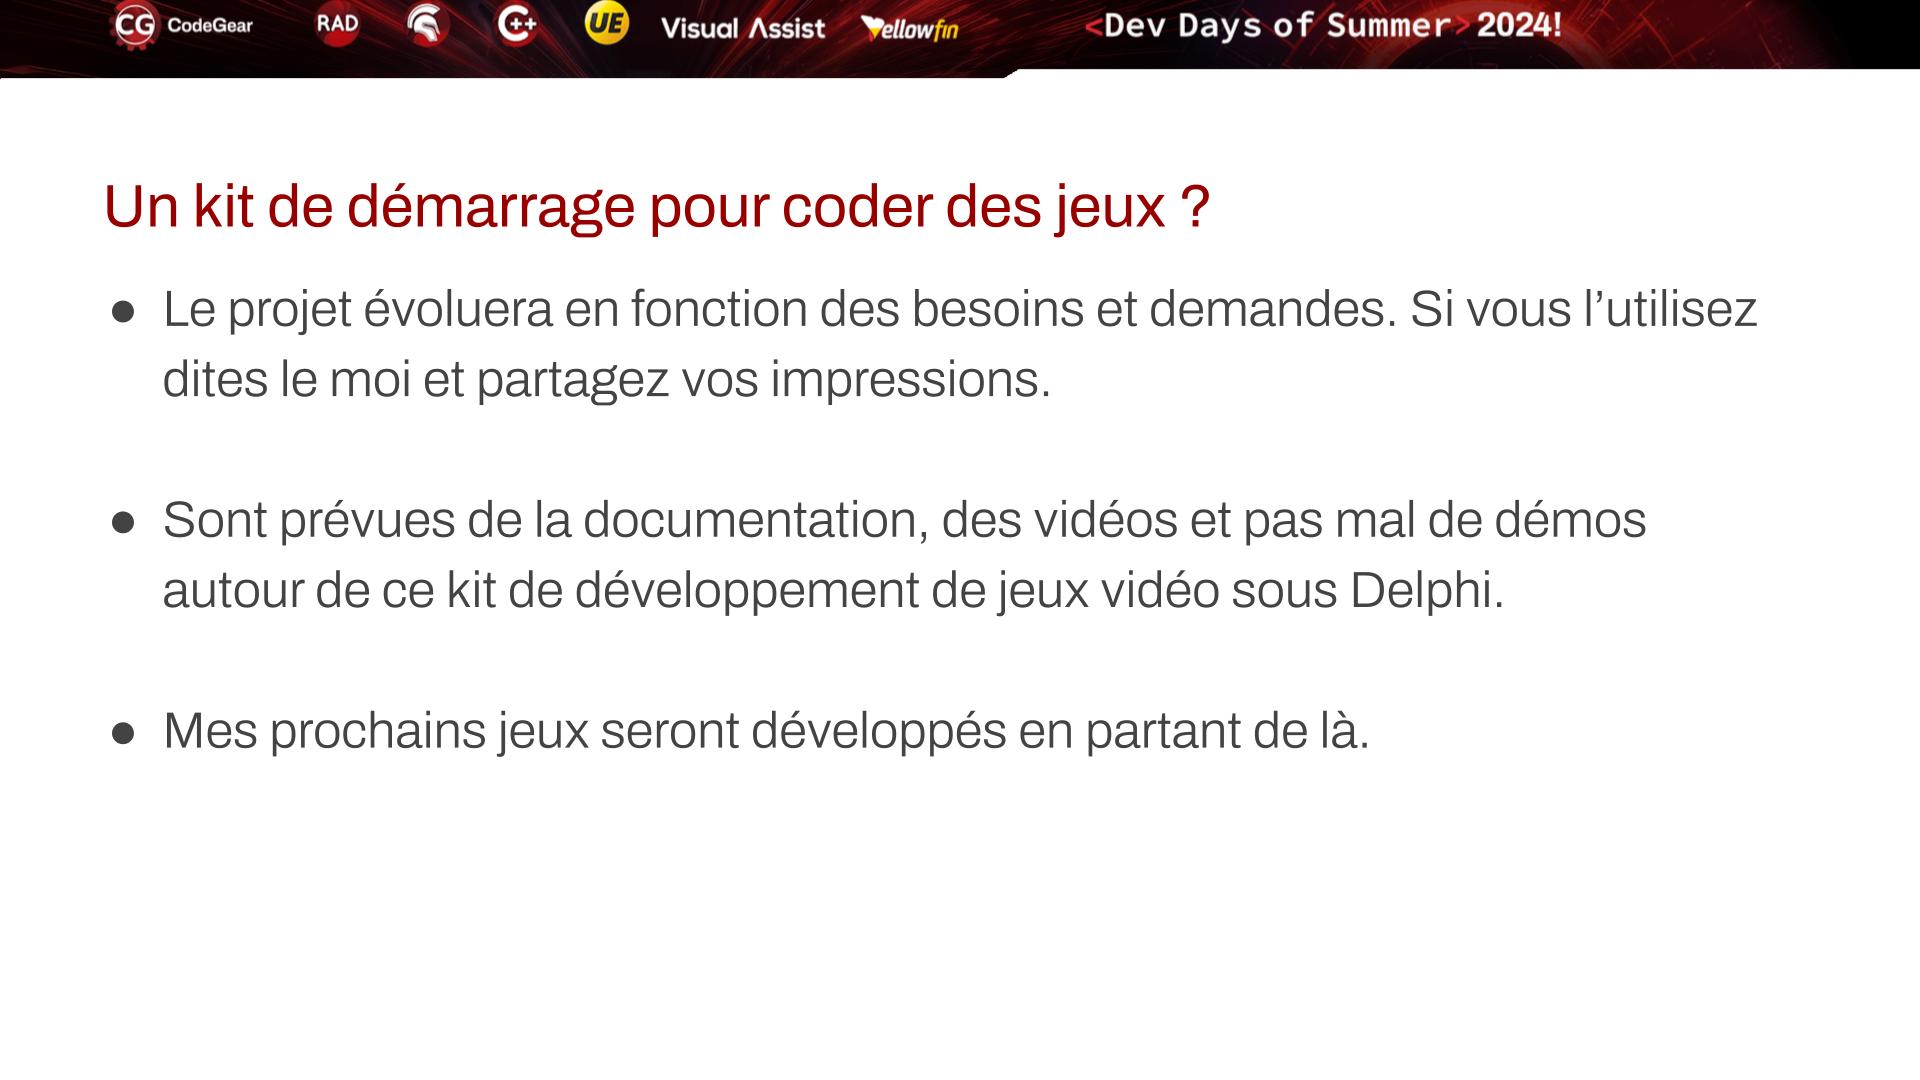 CG CodeGear RAD C++ UE Visual Assist Yellowfin <Dev Days of Summer> 2024!
Un kit de démarrage pour coder des jeux ?
● Le projet évoluera en fonction des besoins et demandes. Si vous l’utilisez
dites le moi et partagez vos impressions.
● Sont prévues de la documentation, des vidéos et pas mal de démos
autour de ce kit de développement de jeux vidéo sous Delphi.
● Mes prochains jeux seront développés en partant de là.